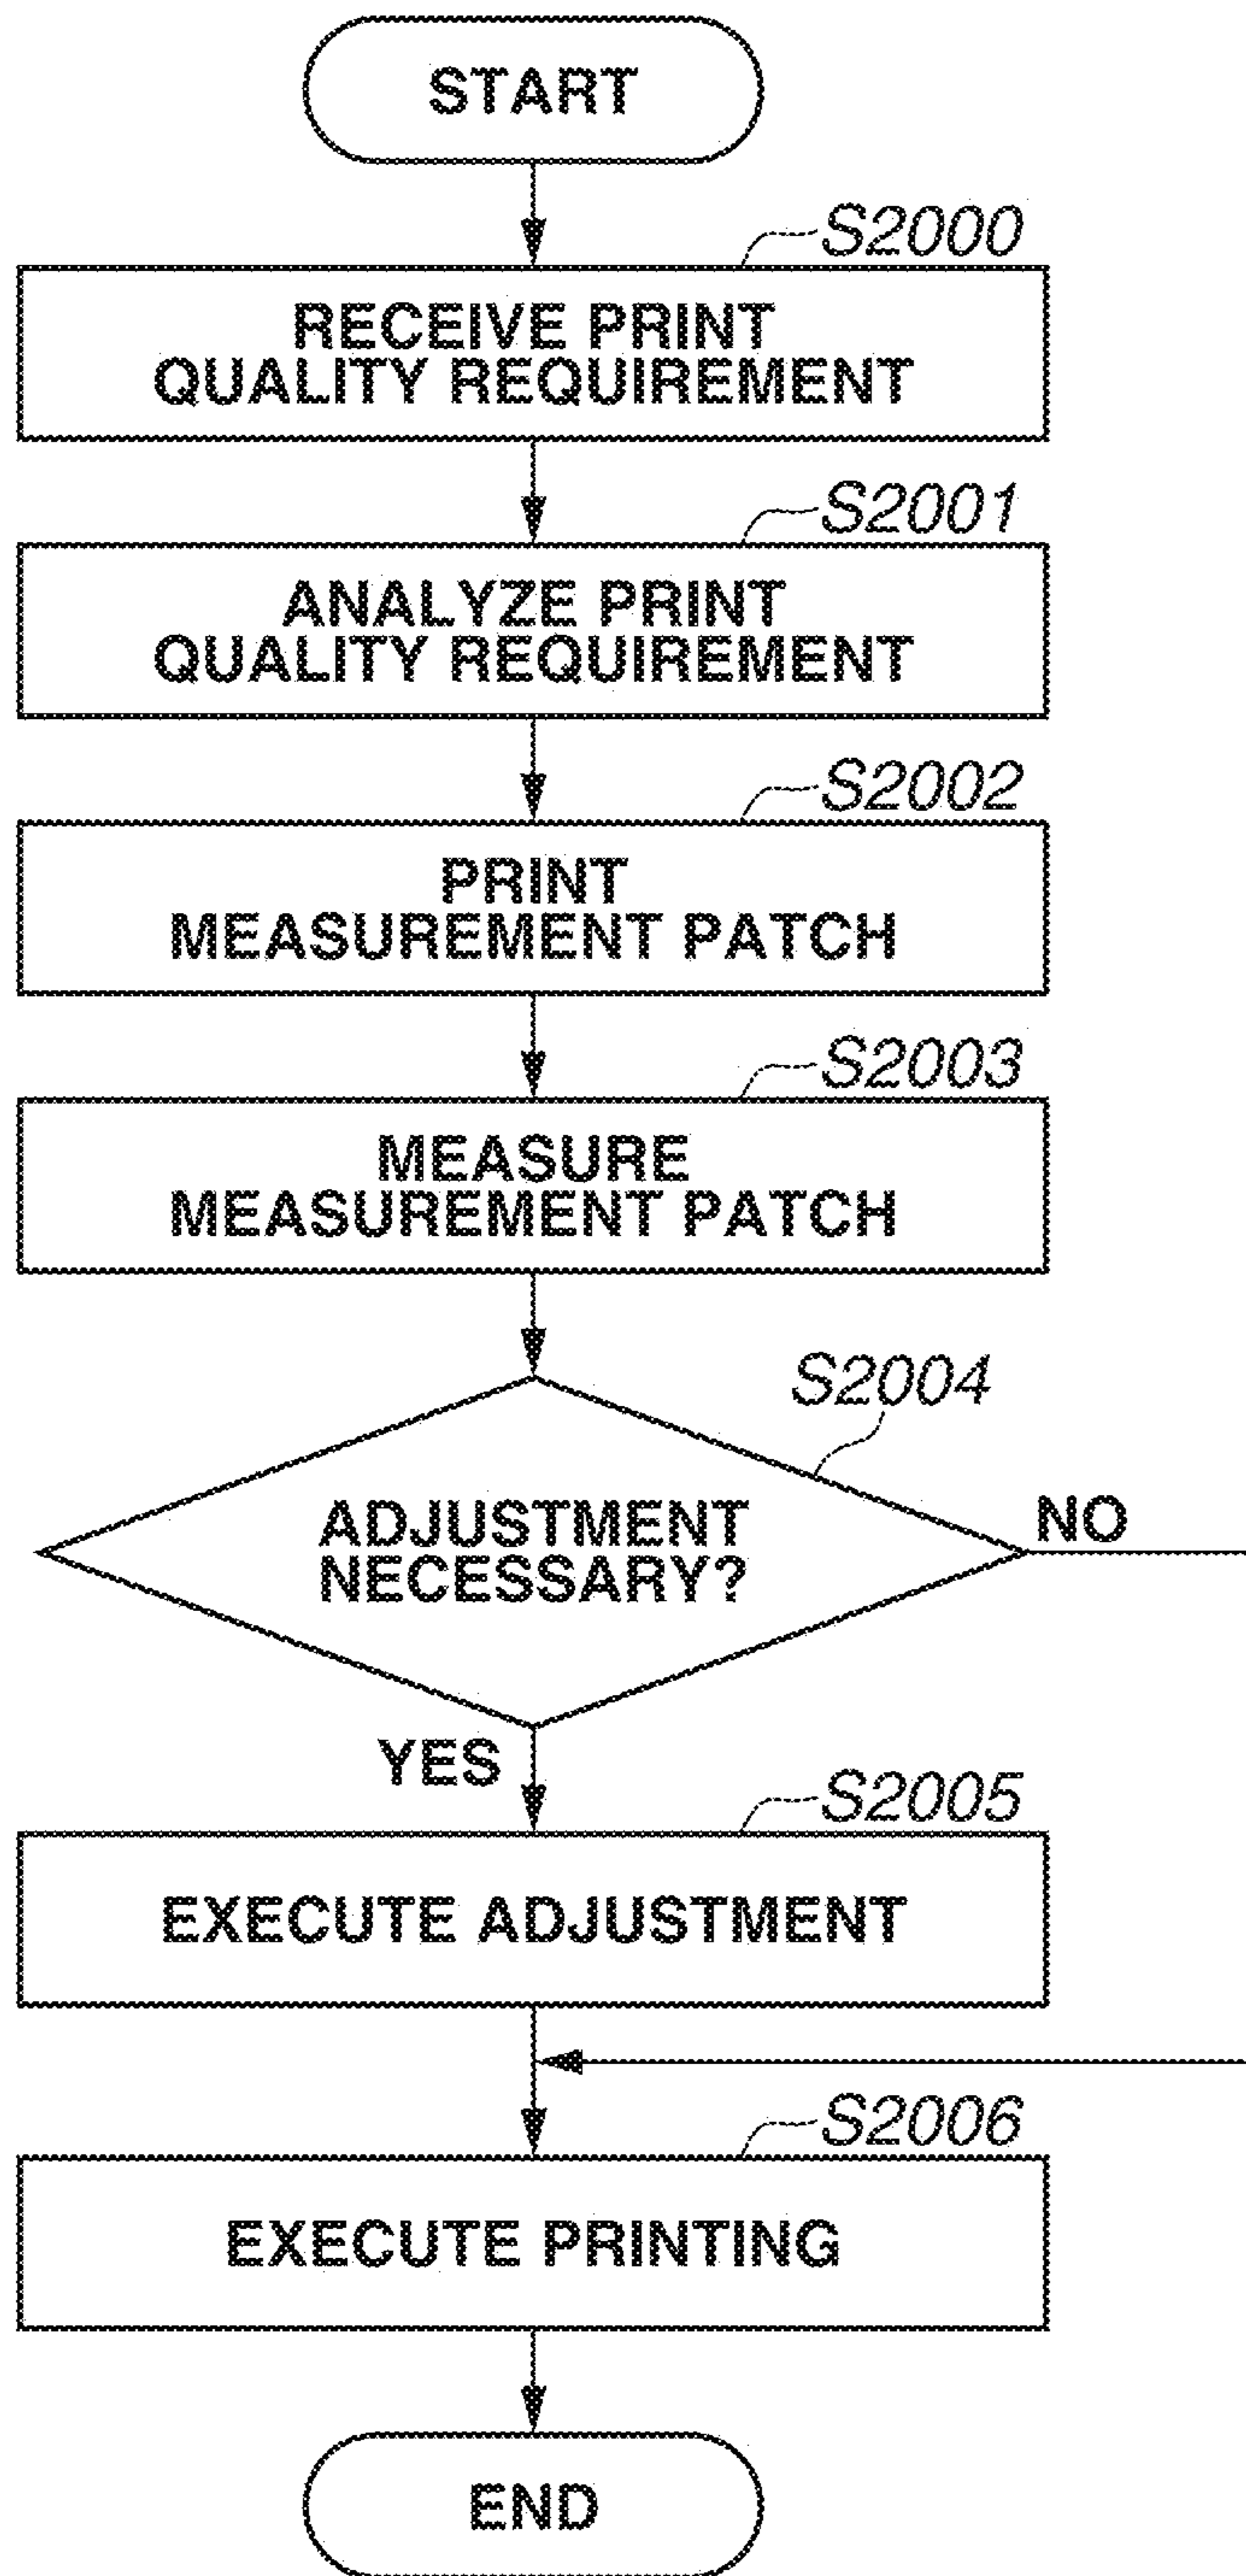 START
S2000
RECEIVE PRINT
QUALITY REQUIREMENT
S2001
ANALYZE PRINT
QUALITY REQUIREMENT
S2002
PRINT
MEASUREMENT PATCH
S2003
MEASURE
MEASUREMENT PATCH
S2004
ADJUSTMENT
NECESSARY?
NO
YES
S2005
EXECUTE ADJUSTMENT
S2006
EXECUTE PRINTING
END